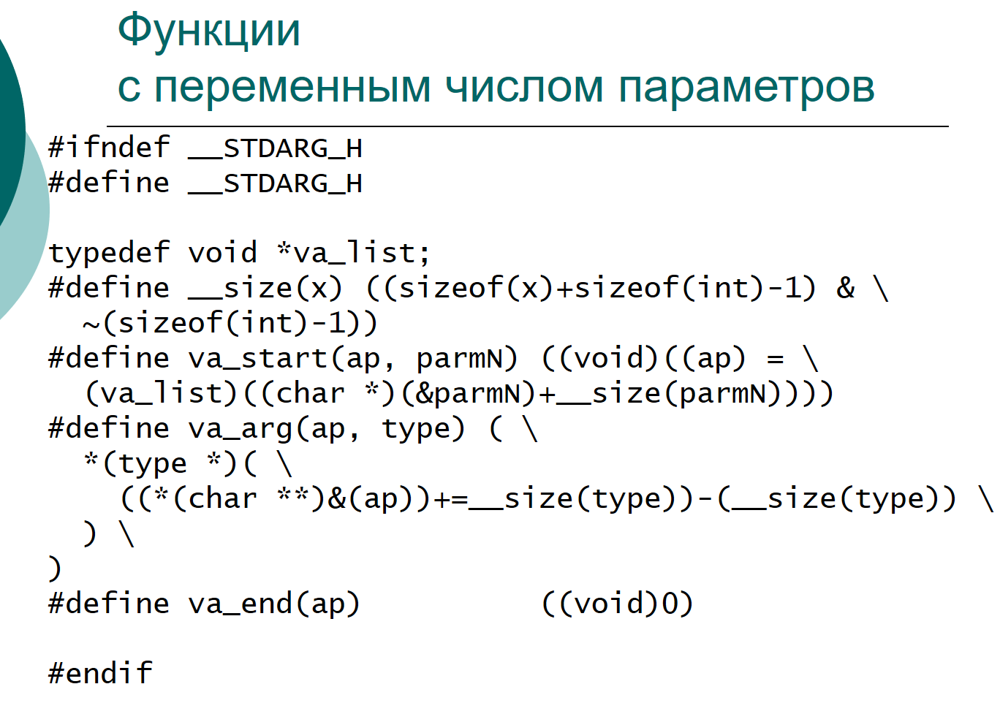 Функции
с переменным числом параметров
#ifndef __STDARG_H
#define __STDARG_H
typedef void *va_list;
#define __size(x) ((sizeof(x)+sizeof(int)-1) & \
~(sizeof(int)-1))
#define va_start(ap, parmN) ((void)((ap) = \
(va_list)((char *)(&parmN)+__size(parmN))))
#define va_arg(ap, type) ( \
*(type *)( \
((*(char **)&(ap))+=__size(type))-(__size(type)) \
) \
)
#define va_end(ap) ((void)0)
#endif